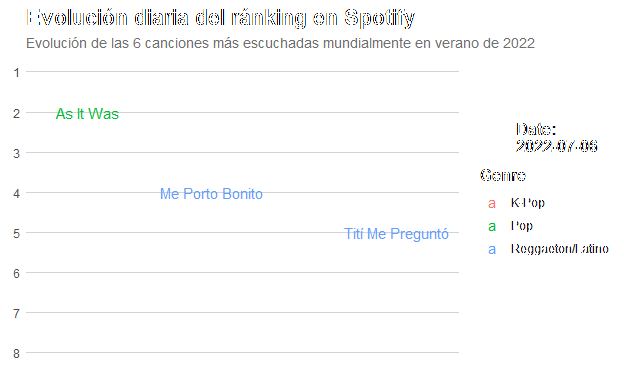 Evolución diaria del ránking en Spotify
Evolución de las 6 canciones más escuchadas mundialmente en verano de 2022
1
2
As It Was
3
4
Me Porto Bonito
5
Tití Me Preguntó
6
7
8
Date:
2022-07-06
Genre
a K-Pop
a Pop
a Reggaeton/Latino